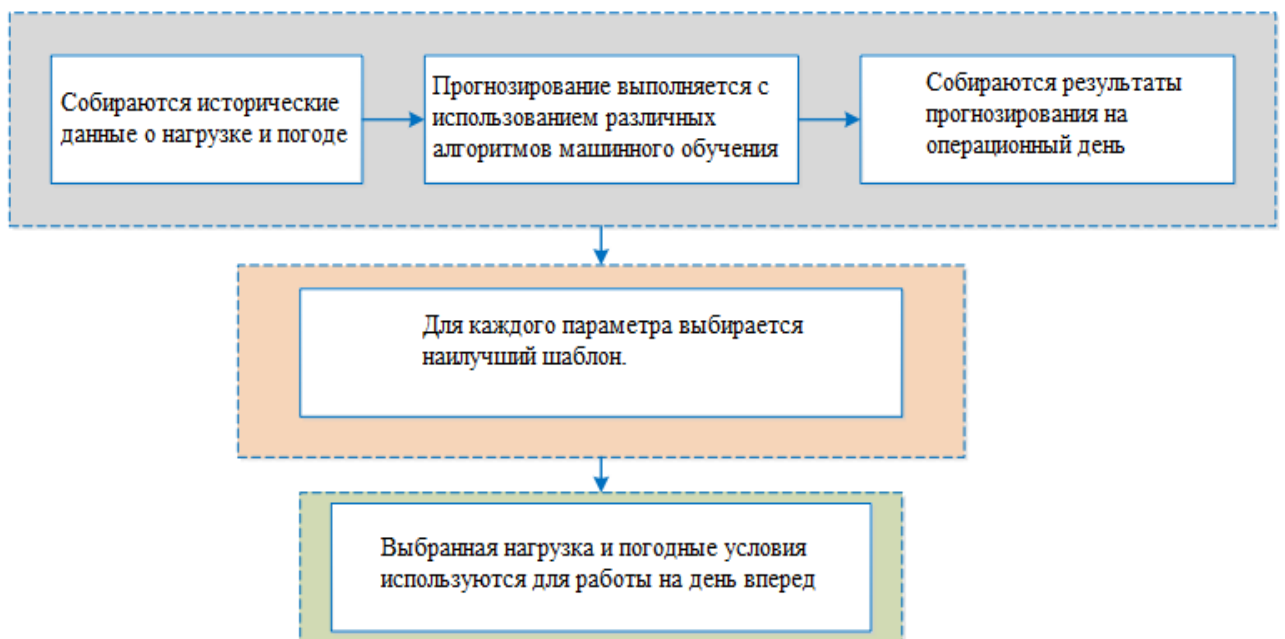 Собираются исторические
данные о нагрузке и погоде
Прогнозирование выполняется с
использованием различных
алгоритмов машинного обучения
Собираются результаты
прогнозирования на
операционный день
Для каждого параметра выбирается
наилучший шаблон.
Выбранная нагрузка и погодные условия
используются для работы на день вперед